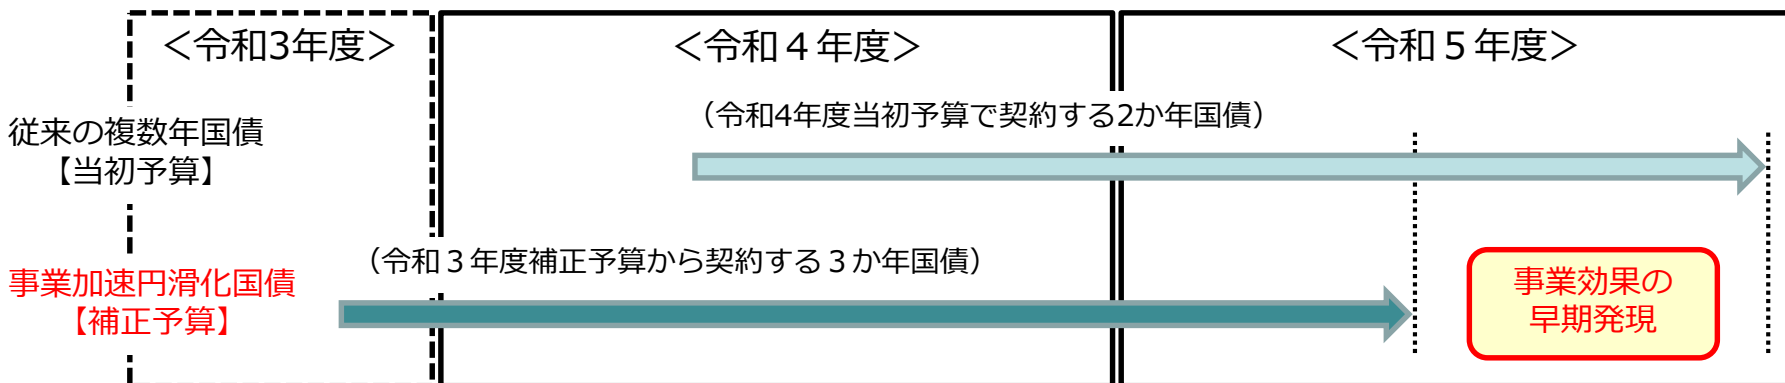 ＜令和3年度＞
＜令和４年度＞
＜令和５年度＞
従来の複数年国債
【当初予算】
（令和4年度当初予算で契約する2か年国債）
事業加速円滑化国債
【補正予算】
（令和３年度補正予算から契約する３か年国債）
事業効果の
早期発現